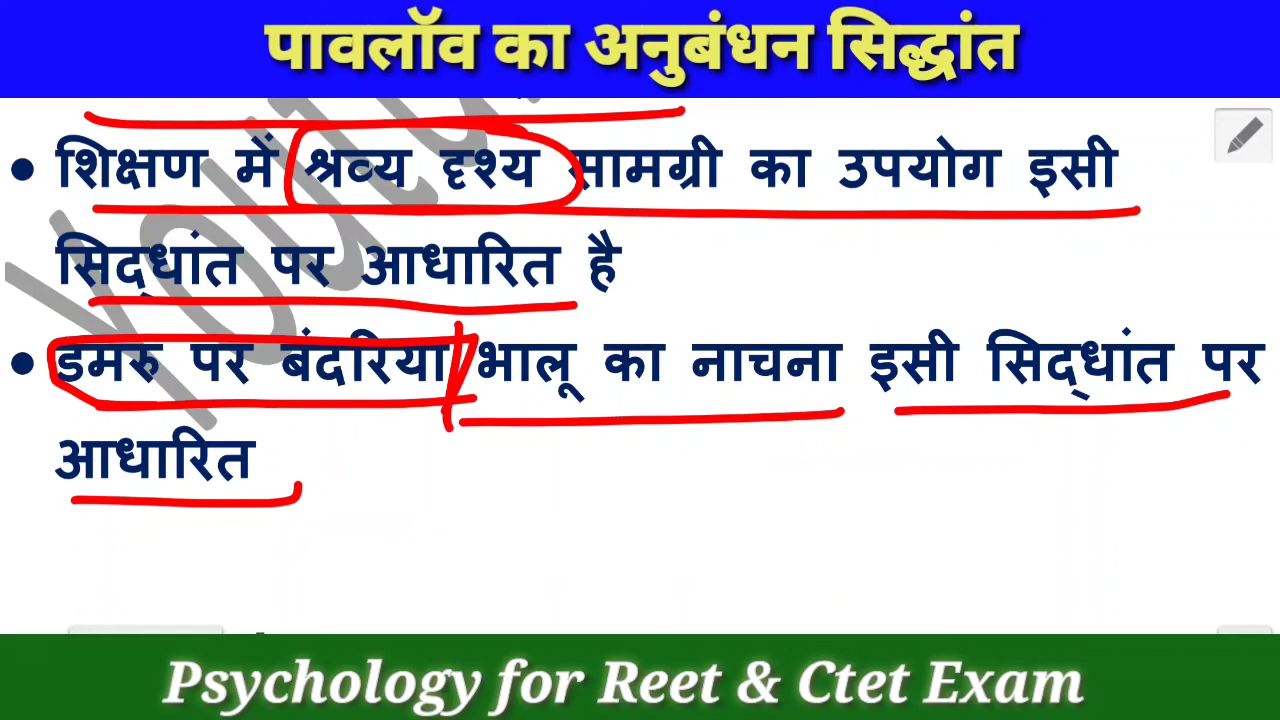 पावलॉव का अनुबंधन सिद्धांत
• शिक्षण में श्रव्य दृश्य सामग्री का उपयोग इसी
सिद्धांत पर आधारित है
• डमरु पर बंदरिया भालू का नाचना इसी सिद्धांत पर
आधारित
Psychology for Reet & Ctet Exam